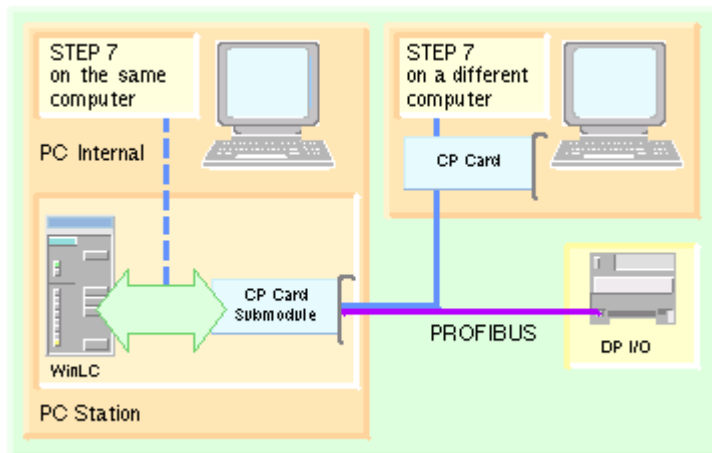 STEP 7
on the same
computer
PC Internal
STEP 7
on a different
computer
CP Card
WinLC
CP Card
Submodule
PROFIBUS
DP I/O
PC Station